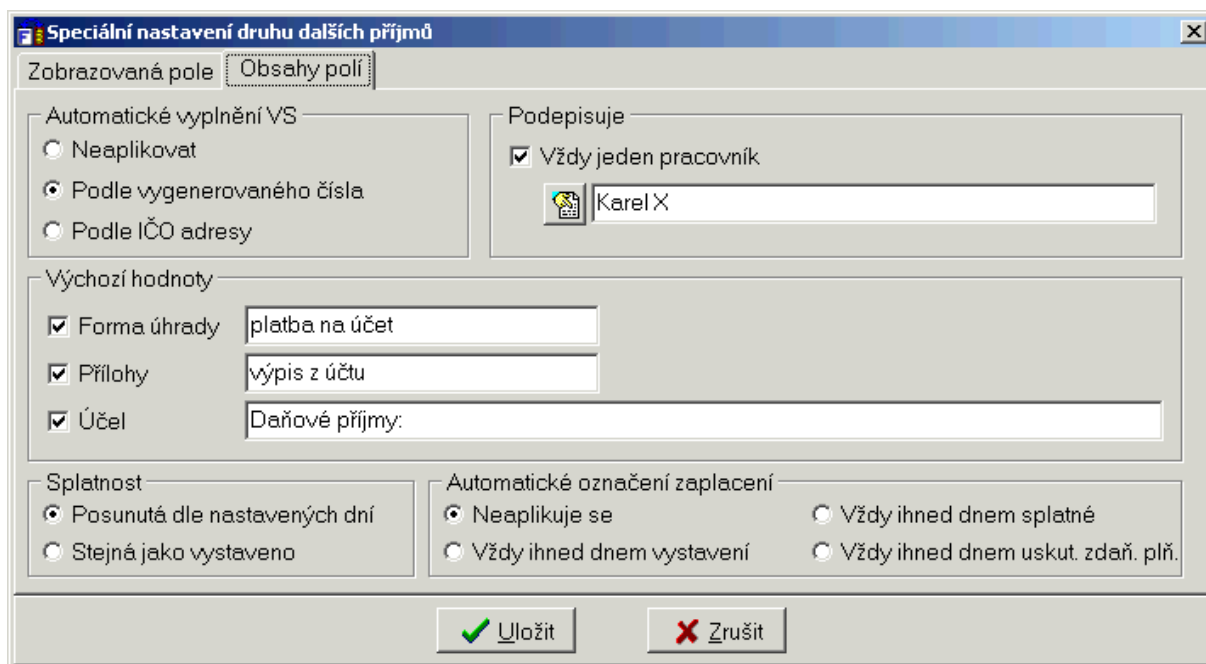 Speciální nastavení druhu dalších příjmů
Zobrazovaná pole Obsahy polí
Automatické vyplnění VS
Neaplikovat
Podle vygenerovaného čísla
Podle IČO adresy
Podepisuje
Vždy jeden pracovník
Karel X
Výchozí hodnoty
Forma úhrady platba na účet
Přílohy výpis z účtu
Účel Daňové příjmy:
Splatnost
Posunutá dle nastavených dní
Stejná jako vystaveno
Automatické označení zaplacení
Neaplikuje se Vždy ihned dnem splatné
Vždy ihned dnem vystavení Vždy ihned dnem uskut. zdaň. plň.
Uložit Zrušit